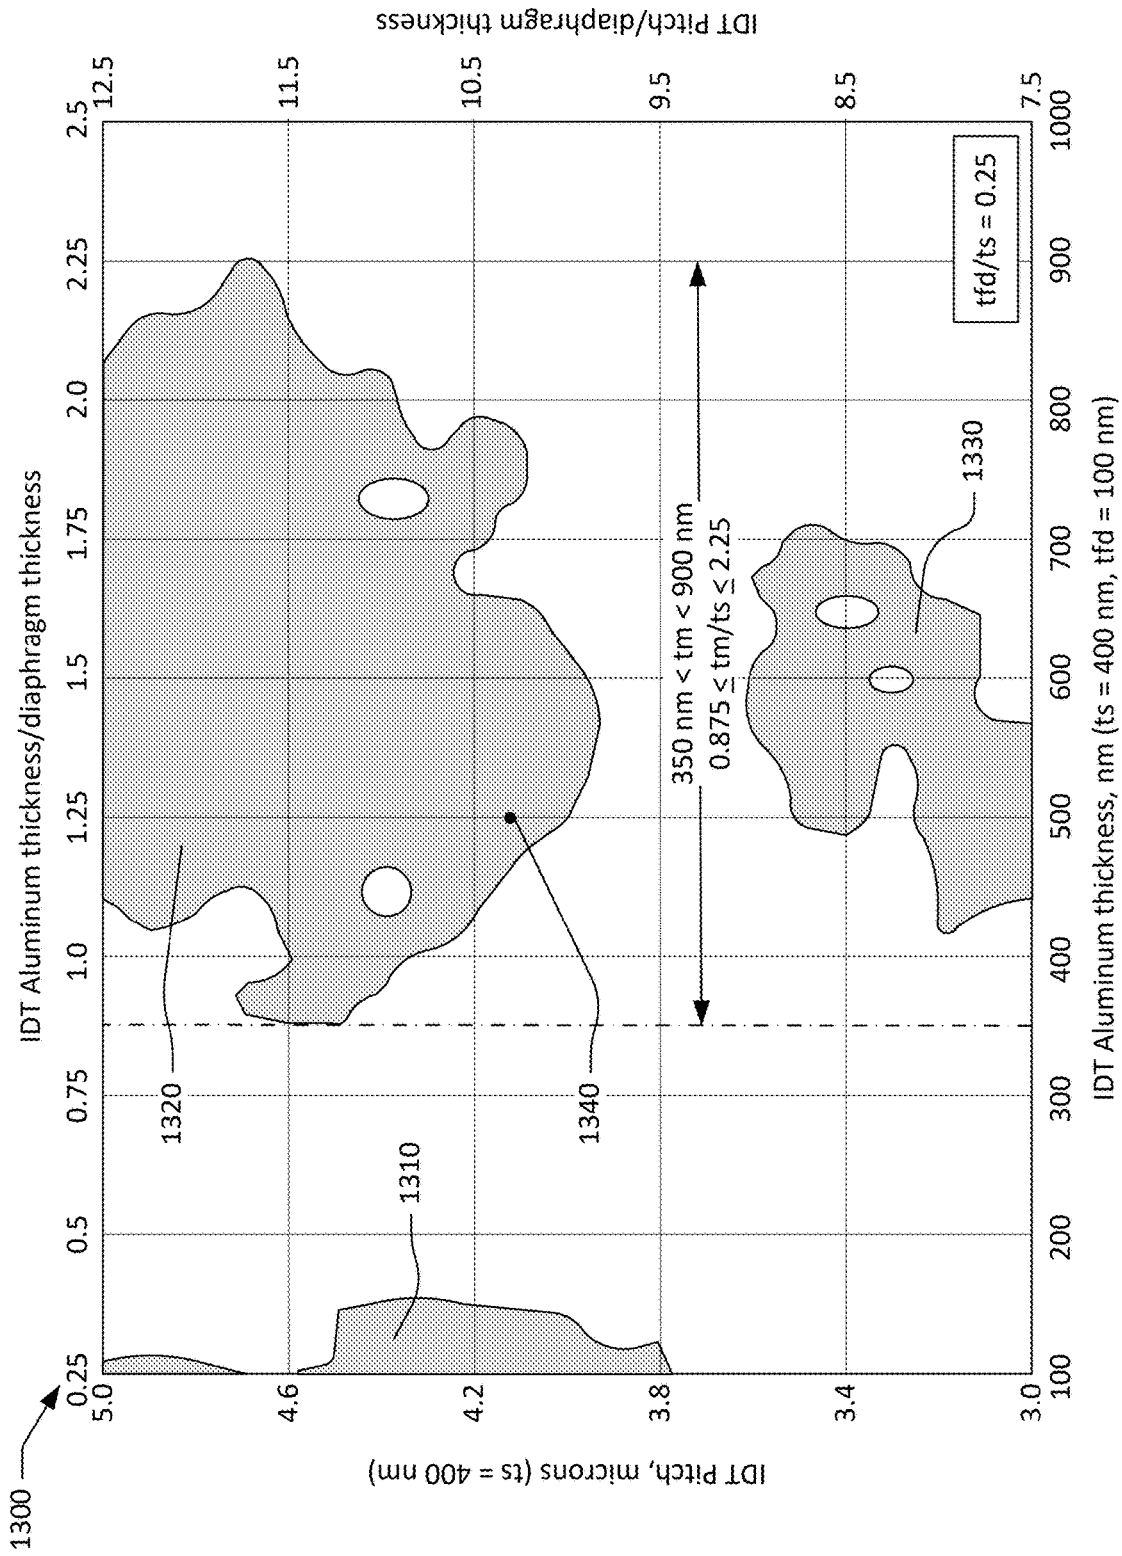 1300
IDT Aluminum thickness/diaphragm thickness
0.25 0.5 0.75 1.0 1.25 1.5 1.75 2.0 2.25 2.5
5.0
4.6
4.2
3.8
3.4
3.0
IDT Pitch, microns (ts = 400 nm)
12.5
11.5
10.5
9.5
8.5
7.5
IDT Pitch/diaphragm thickness
1310
1320
1340
350 nm < tm < 900 nm
0.875 ≤ tm/ts ≤ 2.25
1330
tfd/ts = 0.25
100 200 300 400 500 600 700 800 900 1000
IDT Aluminum thickness, nm (ts = 400 nm, tfd = 100 nm)